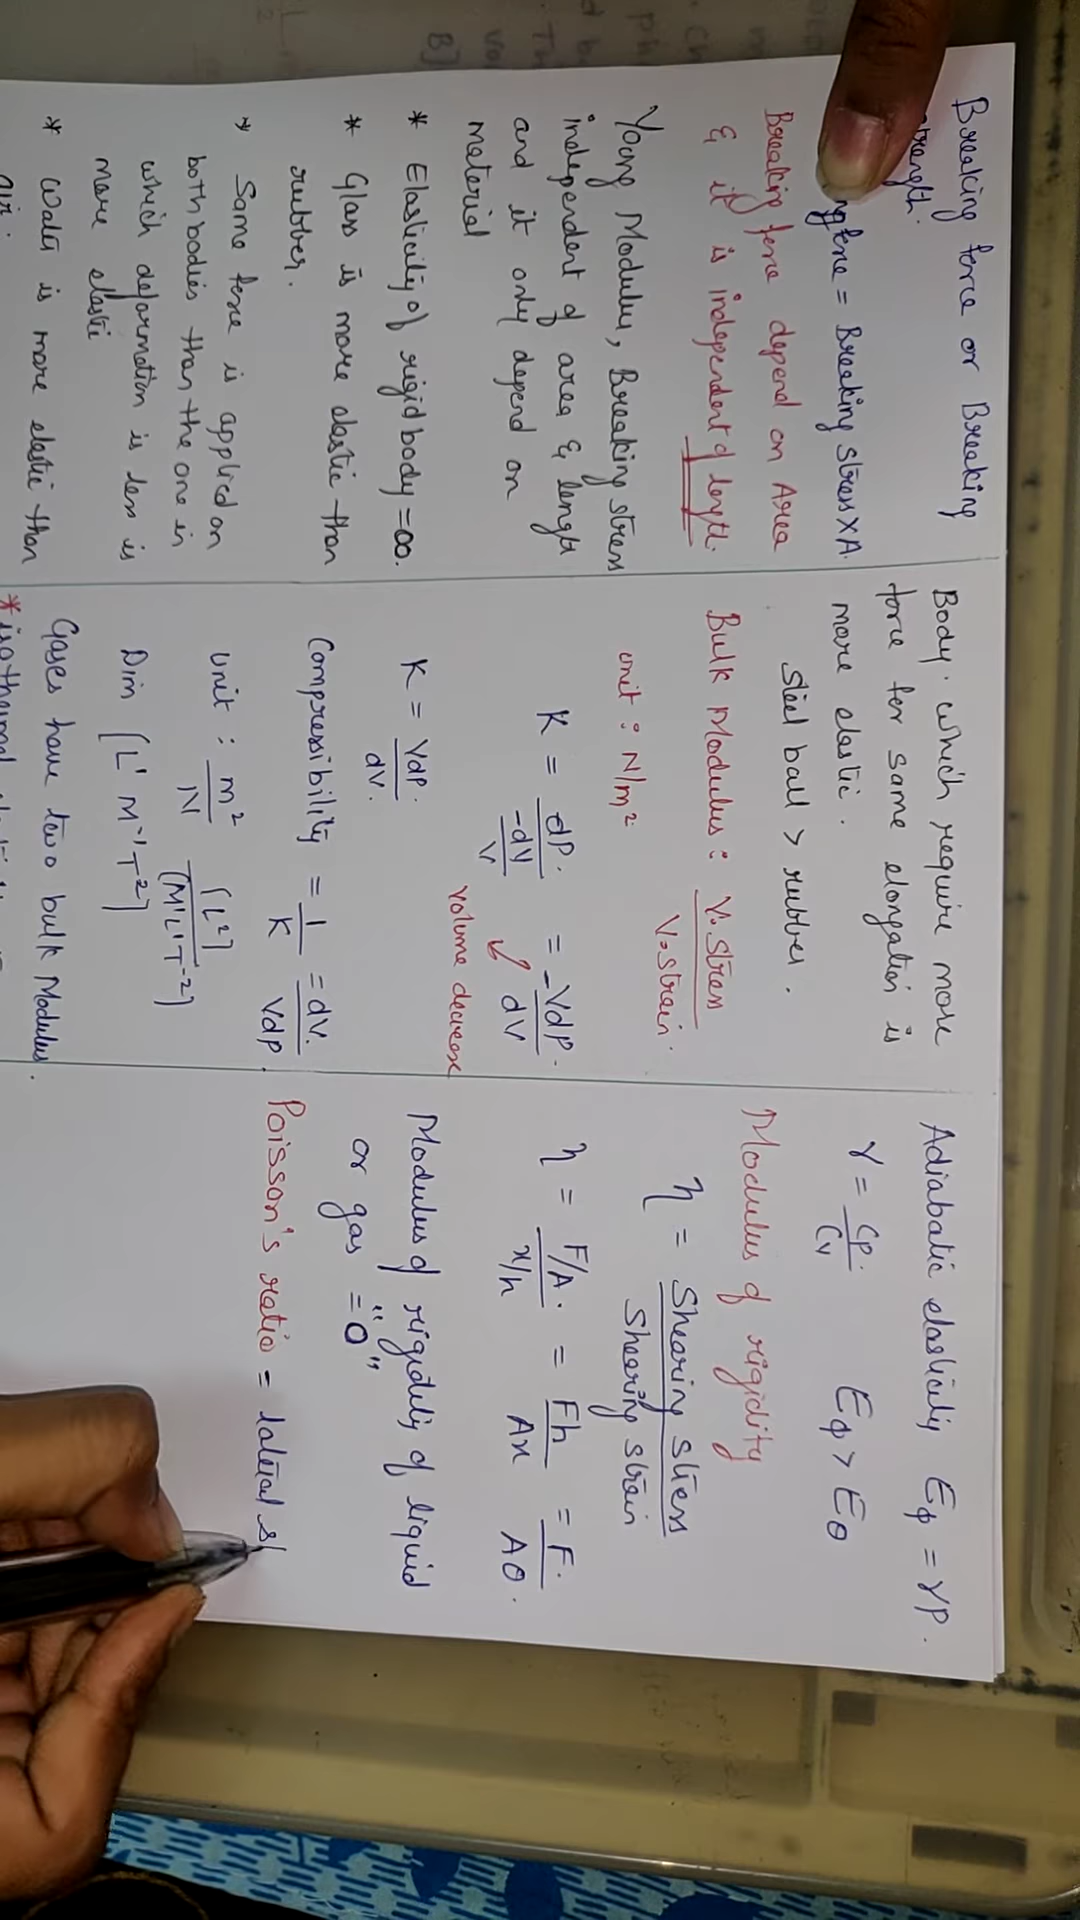 Breaking force or Breaking
strength.
ng force = Breaking Stress X A.
Breaking force depend on Area
& it is independent of length.
Young Modulus, Breaking stress
independent of area & length
and it only depend on
material
* Elasticity of rigid body = ∞.
* Glass is more elastic than
rubber.
* Same force is applied on
both bodies than the one in
which deformation is less is
more elastic
* Water is more elastic than
air.
Body. which require more
force for same elongation is
more elastic.
Steel ball > rubber.
Bulk Modulus : V. Stress / V. Strain.
unit : N/m²
K = dP. / -dV/V = -VdP. / dV
volume decrease
K = VdP. / dV.
Compressibility = 1/K = dV. / VdP.
unit : m²/N [L²] / [M¹L¹T⁻²]
Dim [L¹ M⁻¹ T²]
Gases have two bulk Modulus.
* isothermal
Adiabatic elasticity Eφ = γP.
γ = Cp. / Cv Eφ > Eθ
Modulus of rigidity
η = Shearing stress / Shearing strain
η = F/A. / x/h = Fh / Ax = F. / Aθ.
Modulus of rigidity of liquid
or gas = "0"
Poisson's ratio = lateral s